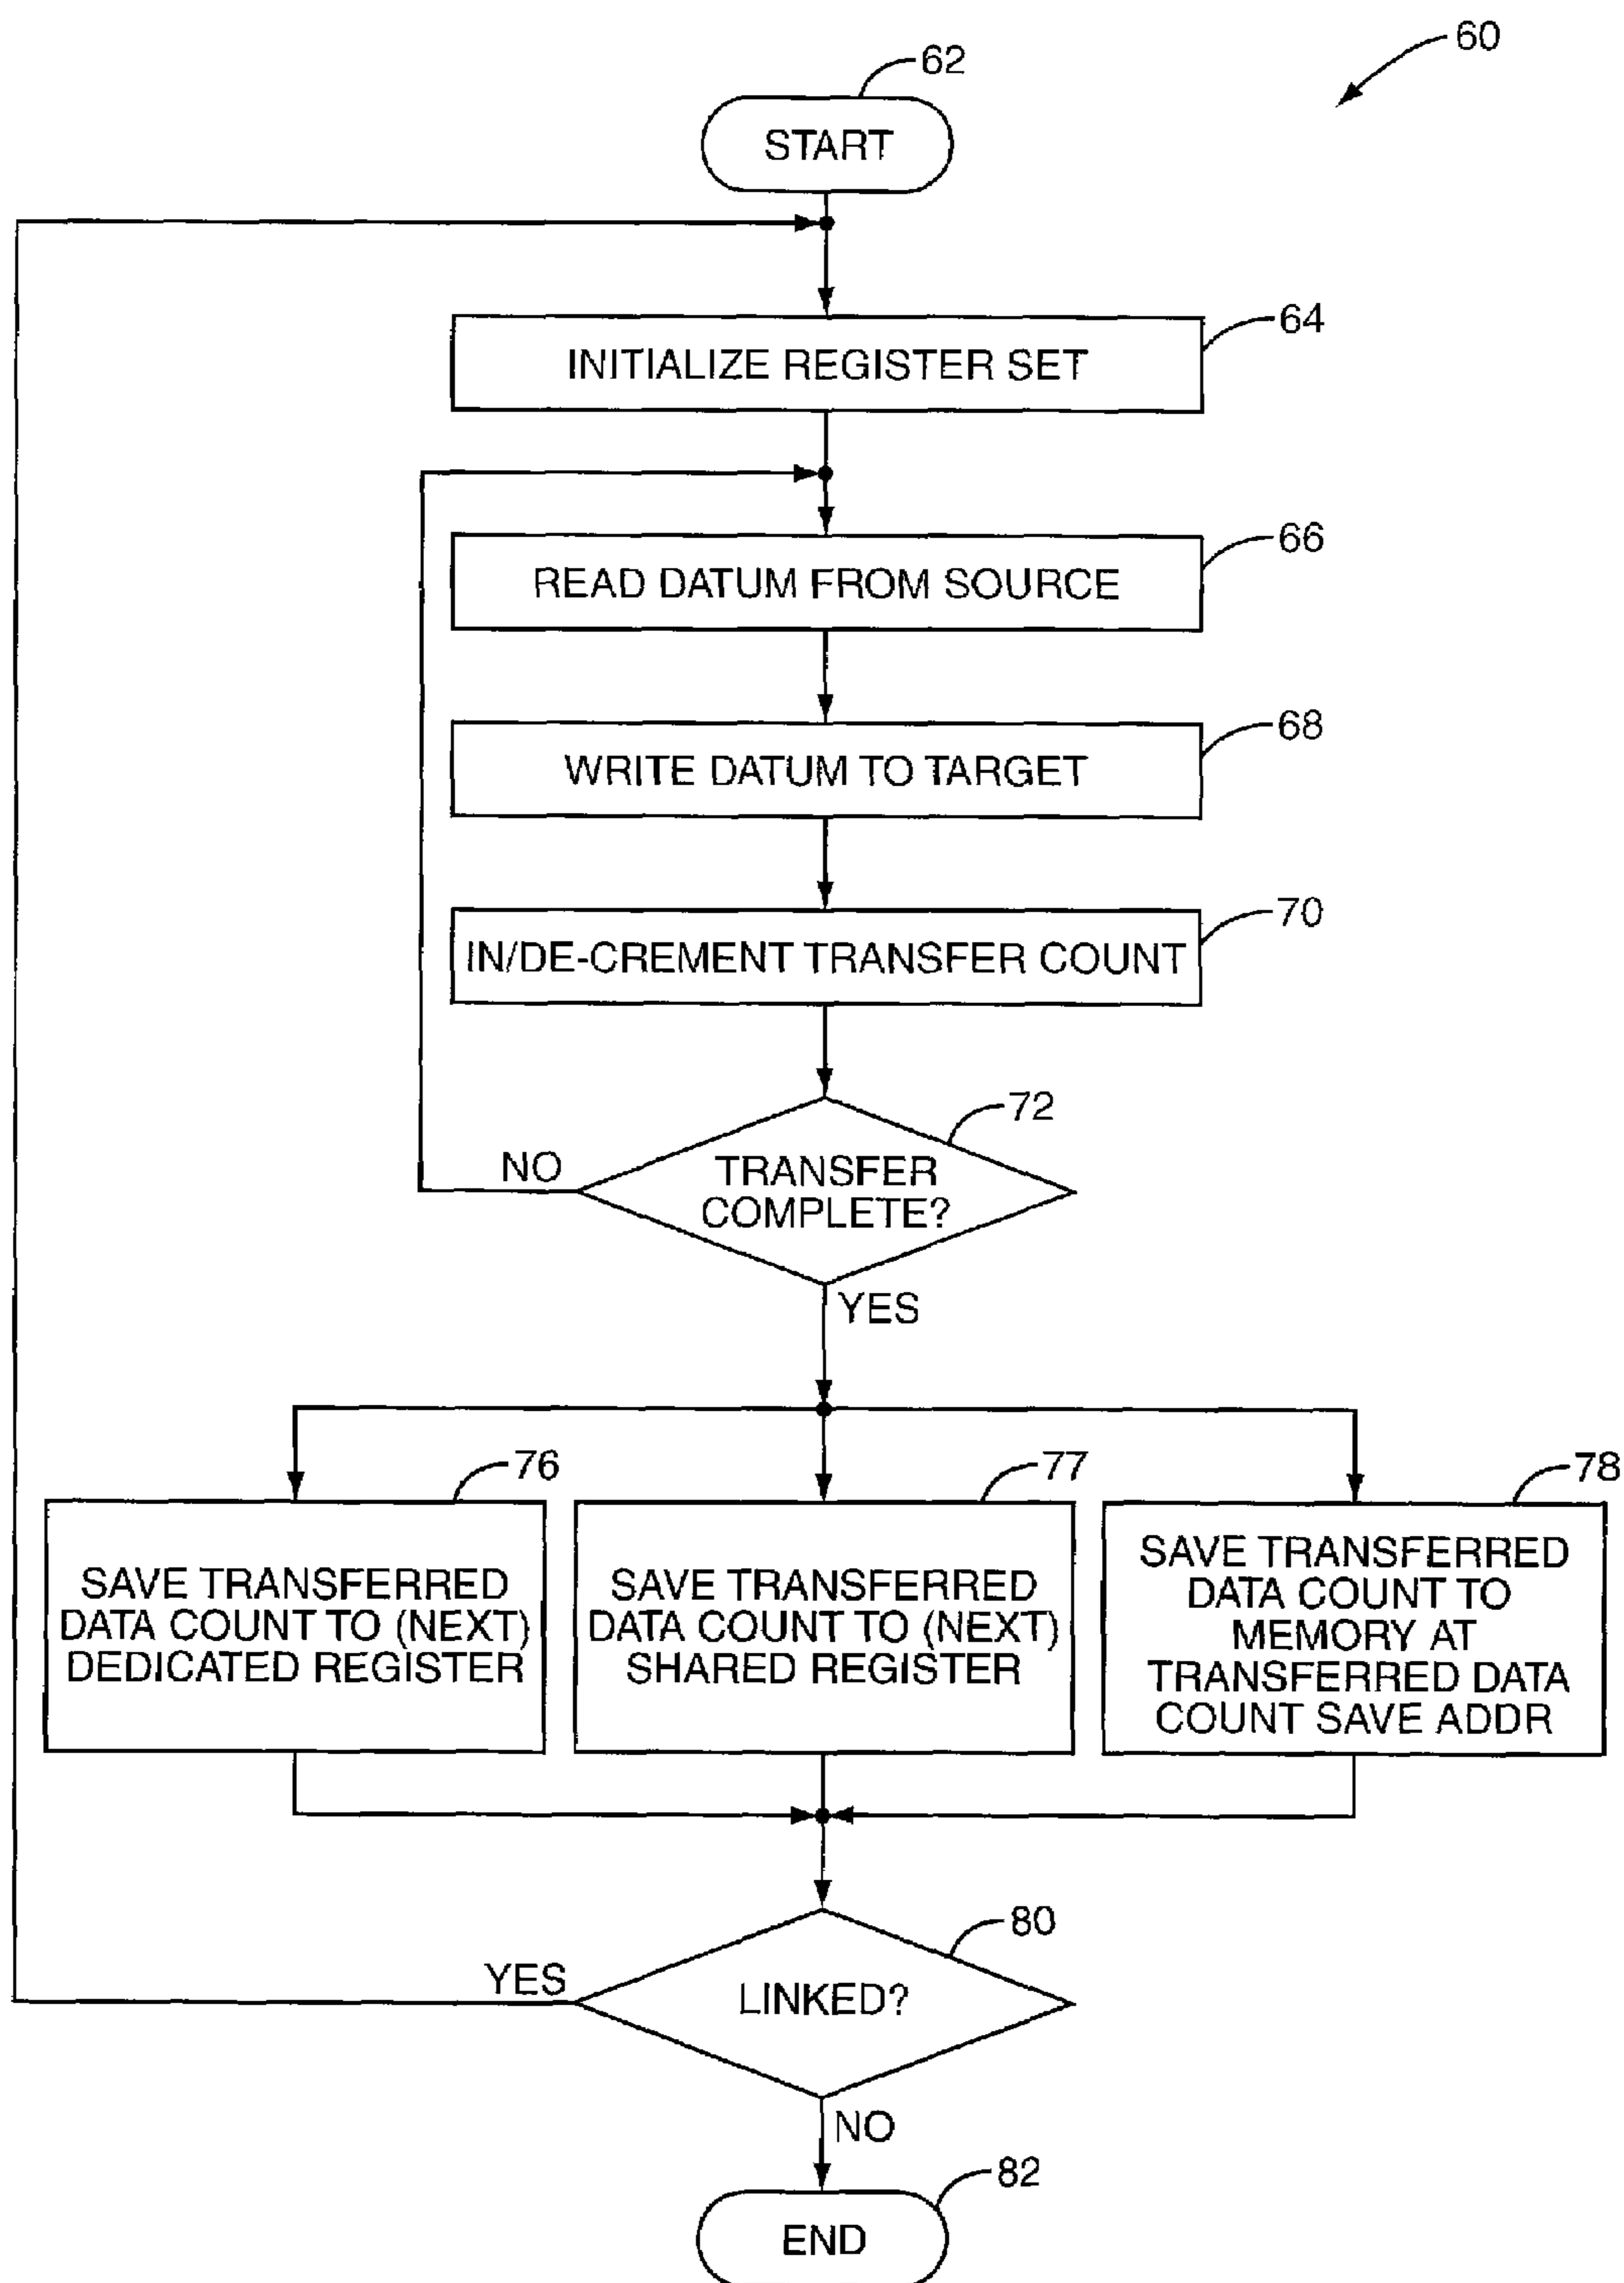 60
62
START
64
INITIALIZE REGISTER SET
66
READ DATUM FROM SOURCE
68
WRITE DATUM TO TARGET
70
IN/DE-CREMENT TRANSFER COUNT
72
NO
TRANSFER
COMPLETE?
YES
76
SAVE TRANSFERRED
DATA COUNT TO (NEXT)
DEDICATED REGISTER
77
SAVE TRANSFERRED
DATA COUNT TO (NEXT)
SHARED REGISTER
78
SAVE TRANSFERRED
DATA COUNT TO
MEMORY AT
TRANSFERRED DATA
COUNT SAVE ADDR
80
YES
LINKED?
NO
82
END